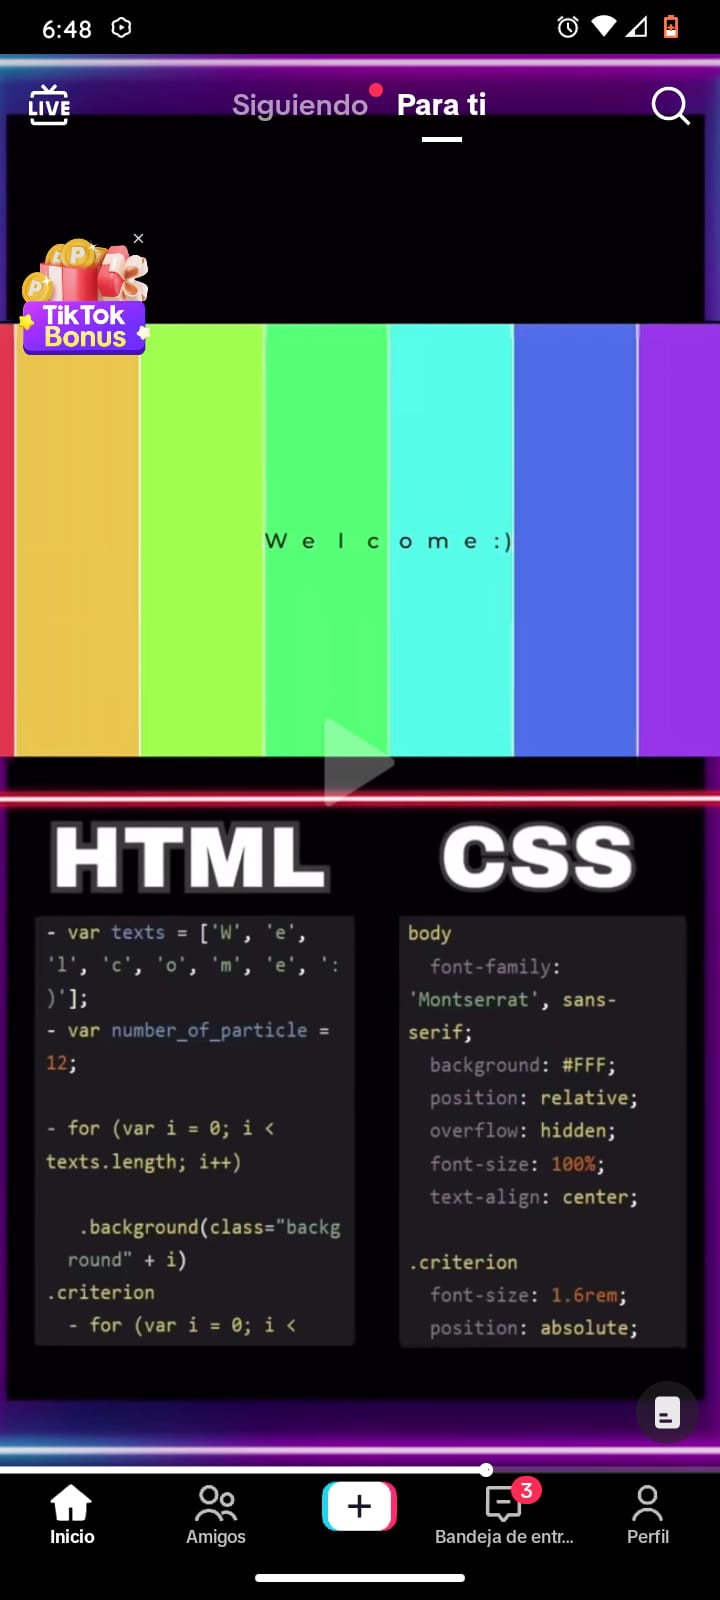 6:48
LIVE
Siguiendo
Para ti
TikTok
Bonus
Welcome:)
HTML
CSS
- var texts = ['W', 'e',
'l', 'c', 'o', 'm', 'e', ':
)'];
- var number_of_particle =
12;
- for (var i = 0; i <
texts.length; i++)
.background(class="backg
round" + i)
.criterion
- for (var i = 0; i <
body
font-family:
'Montserrat', sans-
serif;
background: #FFF;
position: relative;
overflow: hidden;
font-size: 100%;
text-align: center;
.criterion
font-size: 1.6rem;
position: absolute;
3
Inicio
Amigos
Bandeja de entr...
Perfil